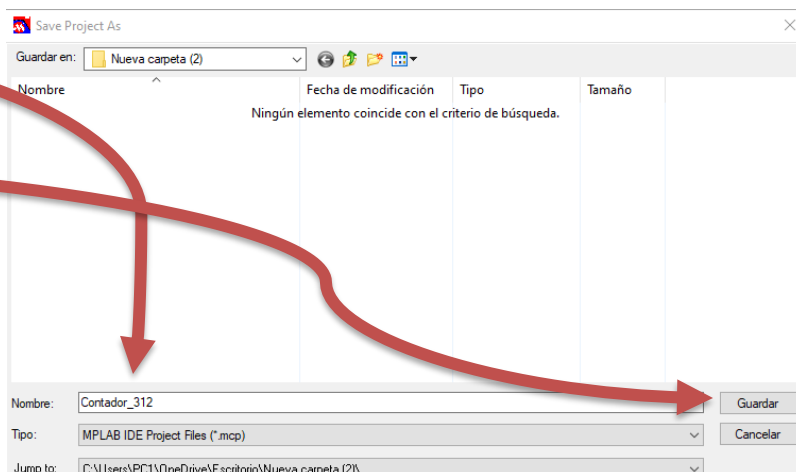 Save Project As
Guardar en: Nueva carpeta (2)
Nombre Fecha de modificación Tipo Tamaño
Ningún elemento coincide con el criterio de búsqueda.
Nombre: Contador_312 Guardar
Tipo: MPLAB IDE Project Files (*.mcp) Cancelar
Jump to: C:\Users\PC1\OneDrive\Escritorio\Nueva carpeta (2)\